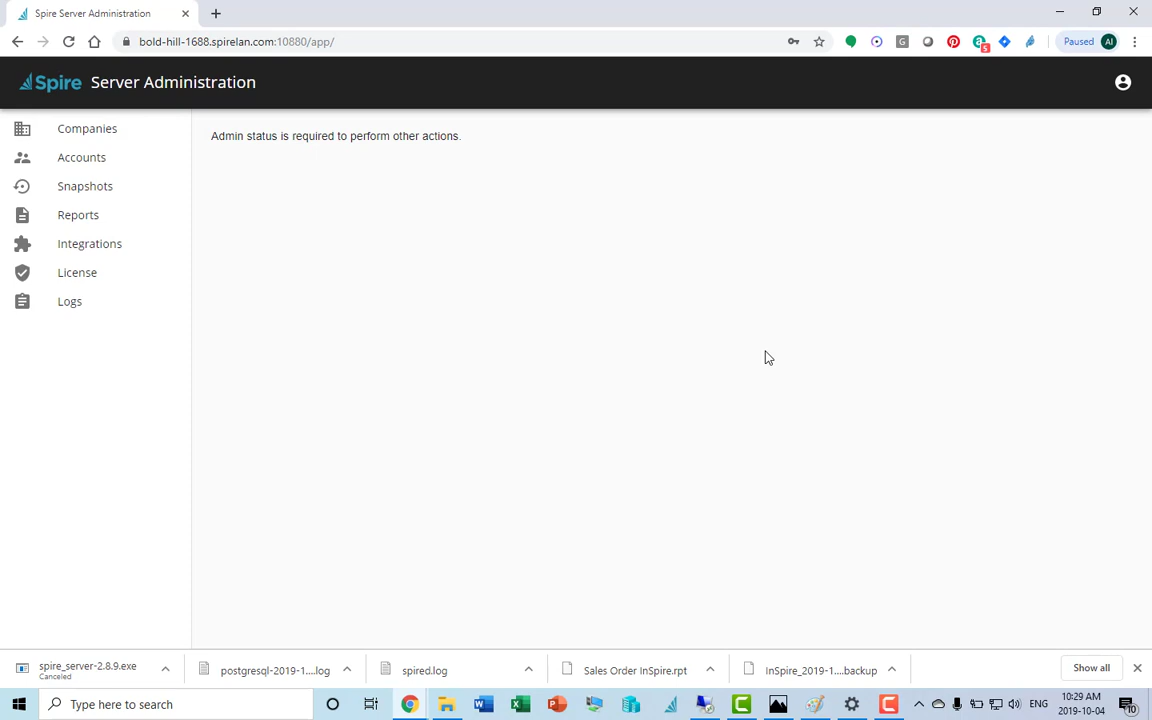 Spire Server Administration
bold-hill-1688.spirelan.com:10880/app/
G
5
Paused
AI
Spire Server Administration
Companies
Admin status is required to perform other actions.
Accounts
Snapshots
Reports
Integrations
License
Logs
spire_server-2.8.9.exe
Canceled
postgresql-2019-1....log
spired.log
Sales Order InSpire.rpt
InSpire_2019-1....backup
Show all
Type here to search
ENG
10:29 AM
2019-10-04
10